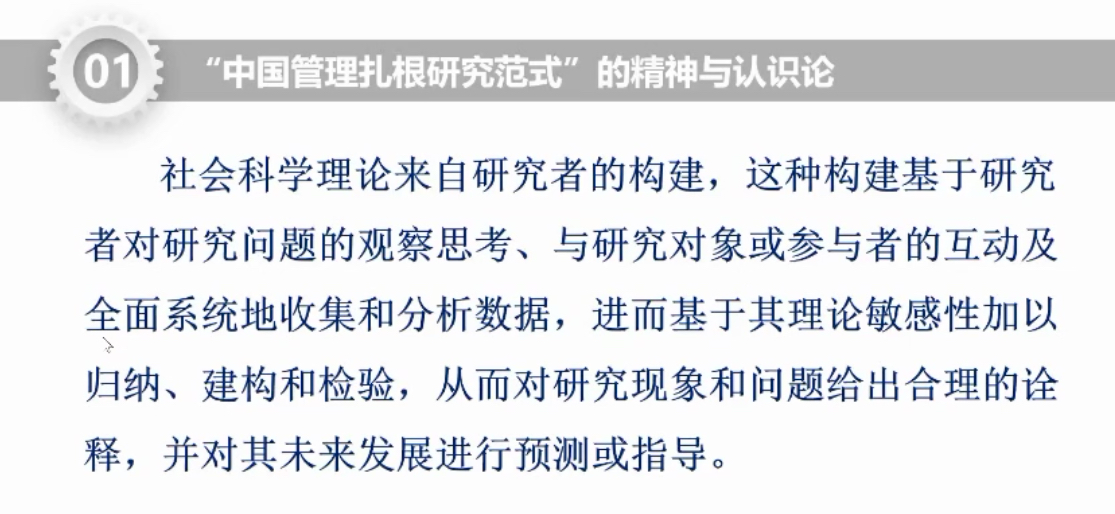 01
“中国管理扎根研究范式”的精神与认识论
社会科学理论来自研究者的构建，这种构建基于研究
者对研究问题的观察思考、与研究对象或参与者的互动及
全面系统地收集和分析数据，进而基于其理论敏感性加以
归纳、建构和检验，从而对研究现象和问题给出合理的诠
释，并对其未来发展进行预测或指导。